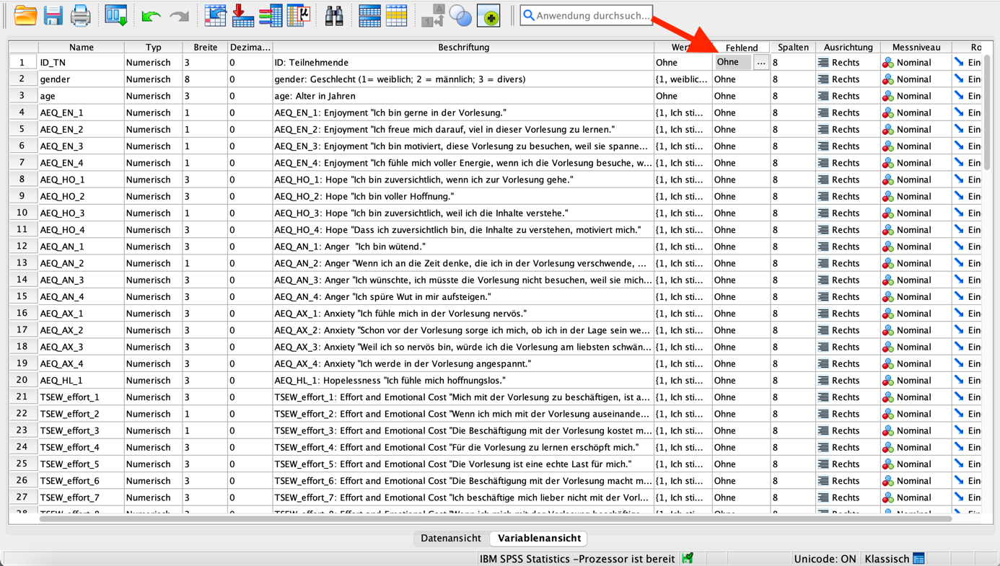 Anwendung durchsuch...
Name Typ Breite Dezima... Beschriftung Wer Fehlend Spalten Ausrichtung Messniveau Ro
1 ID_TN Numerisch 3 0 ID: Teilnehmende Ohne Ohne ... 8 Rechts Nominal Ein
2 gender Numerisch 8 0 gender: Geschlecht (1= weiblich; 2 = männlich; 3 = divers) {1, weiblic... Ohne 8 Rechts Nominal Ein
3 age Numerisch 3 0 age: Alter in Jahren Ohne Ohne 8 Rechts Nominal Ein
4 AEQ_EN_1 Numerisch 1 0 AEQ_EN_1: Enjoyment "Ich bin gerne in der Vorlesung." {1, Ich sti... Ohne 8 Rechts Nominal Ein
5 AEQ_EN_2 Numerisch 1 0 AEQ_EN_2: Enjoyment "Ich freue mich darauf, viel in dieser Vorlesung zu lernen." {1, Ich sti... Ohne 8 Rechts Nominal Ein
6 AEQ_EN_3 Numerisch 1 0 AEQ_EN_3: Enjoyment "Ich bin motiviert, diese Vorlesung zu besuchen, weil sie spanne... {1, Ich sti... Ohne 8 Rechts Nominal Ein
7 AEQ_EN_4 Numerisch 1 0 AEQ_EN_4: Enjoyment "Ich fühle mich voller Energie, wenn ich die Vorlesung besuche, w... {1, Ich sti... Ohne 8 Rechts Nominal Ein
8 AEQ_HO_1 Numerisch 3 0 AEQ_HO_1: Hope "Ich bin zuversichtlich, wenn ich zur Vorlesung gehe." {1, Ich sti... Ohne 8 Rechts Nominal Ein
9 AEQ_HO_2 Numerisch 3 0 AEQ_HO_2: Hope "Ich bin voller Hoffnung." {1, Ich sti... Ohne 8 Rechts Nominal Ein
10 AEQ_HO_3 Numerisch 1 0 AEQ_HO_3: Hope "Ich bin zuversichtlich, weil ich die Inhalte verstehe." {1, Ich sti... Ohne 8 Rechts Nominal Ein
11 AEQ_HO_4 Numerisch 3 0 AEQ_HO_4: Hope "Dass ich zuversichtlich bin, die Inhalte zu verstehen, motiviert mich." {1, Ich sti... Ohne 8 Rechts Nominal Ein
12 AEQ_AN_1 Numerisch 3 0 AEQ_AN_1: Anger "Ich bin wütend." {1, Ich sti... Ohne 8 Rechts Nominal Ein
13 AEQ_AN_2 Numerisch 1 0 AEQ_AN_2: Anger "Wenn ich an die Zeit denke, die ich in der Vorlesung verschwende, ... {1, Ich sti... Ohne 8 Rechts Nominal Ein
14 AEQ_AN_3 Numerisch 3 0 AEQ_AN_3: Anger "Ich wünschte, ich müsste die Vorlesung nicht besuchen, weil sie mich... {1, Ich sti... Ohne 8 Rechts Nominal Ein
15 AEQ_AN_4 Numerisch 3 0 AEQ_AN_4: Anger "Ich spüre Wut in mir aufsteigen." {1, Ich sti... Ohne 8 Rechts Nominal Ein
16 AEQ_AX_1 Numerisch 3 0 AEQ_AX_1: Anxiety "Ich fühle mich in der Vorlesung nervös." {1, Ich sti... Ohne 8 Rechts Nominal Ein
17 AEQ_AX_2 Numerisch 3 0 AEQ_AX_2: Anxiety "Schon vor der Vorlesung sorge ich mich, ob ich in der Lage sein we... {1, Ich sti... Ohne 8 Rechts Nominal Ein
18 AEQ_AX_3 Numerisch 3 0 AEQ_AX_3: Anxiety "Weil ich so nervös bin, würde ich die Vorlesung am liebsten schwän... {1, Ich sti... Ohne 8 Rechts Nominal Ein
19 AEQ_AX_4 Numerisch 3 0 AEQ_AX_4: Anxiety "Ich werde in der Vorlesung angespannt." {1, Ich sti... Ohne 8 Rechts Nominal Ein
20 AEQ_HL_1 Numerisch 3 0 AEQ_HL_1: Hopelessness "Ich fühle mich hoffnungslos." {1, Ich sti... Ohne 8 Rechts Nominal Ein
21 TSEW_effort_1 Numerisch 3 0 TSEW_effort_1: Effort and Emotional Cost "Mich mit der Vorlesung zu beschäftigen, ist a... {1, Ich sti... Ohne 8 Rechts Nominal Ein
22 TSEW_effort_2 Numerisch 1 0 TSEW_effort_2: Effort and Emotional Cost "Wenn ich mich mit der Vorlesung auseinande... {1, Ich sti... Ohne 8 Rechts Nominal Ein
23 TSEW_effort_3 Numerisch 1 0 TSEW_effort_3: Effort and Emotional Cost "Die Beschäftigung mit der Vorlesung kostet m... {1, Ich sti... Ohne 8 Rechts Nominal Ein
24 TSEW_effort_4 Numerisch 3 0 TSEW_effort_4: Effort and Emotional Cost "Für die Vorlesung zu lernen erschöpft mich." {1, Ich sti... Ohne 8 Rechts Nominal Ein
25 TSEW_effort_5 Numerisch 3 0 TSEW_effort_5: Effort and Emotional Cost "Die Vorlesung ist eine echte Last für mich." {1, Ich sti... Ohne 8 Rechts Nominal Ein
26 TSEW_effort_6 Numerisch 3 0 TSEW_effort_6: Effort and Emotional Cost "Die Beschäftigung mit der Vorlesung macht m... {1, Ich sti... Ohne 8 Rechts Nominal Ein
27 TSEW_effort_7 Numerisch 3 0 TSEW_effort_7: Effort and Emotional Cost "Ich beschäftige mich lieber nicht mit der Vorl... {1, Ich sti... Ohne 8 Rechts Nominal Ein
Datenansicht Variablenansicht
IBM SPSS Statistics -Prozessor ist bereit Unicode: ON Klassisch